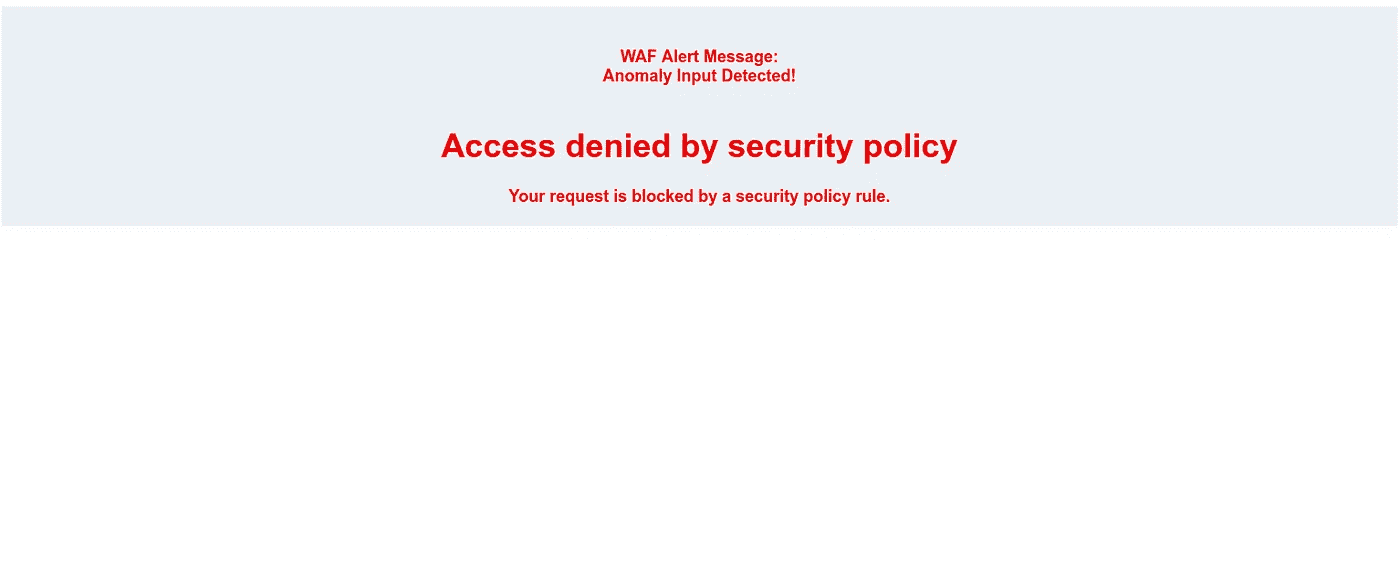 WAF Alert Message:
Anomaly Input Detected!
Access denied by security policy
Your request is blocked by a security policy rule.